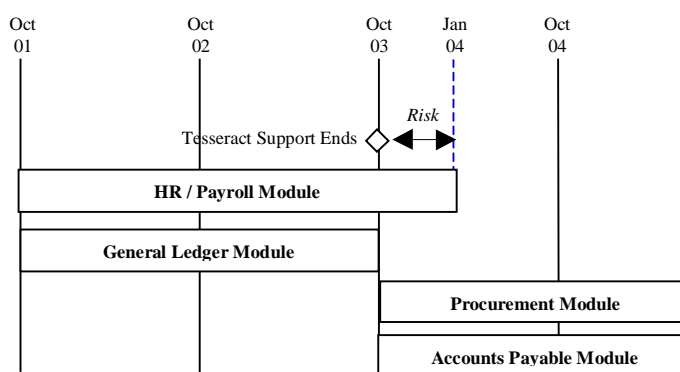 Oct Oct Oct Jan Oct
01 02 03 04 04
Risk
Tesseract Support Ends
HR / Payroll Module
General Ledger Module
Procurement Module
Accounts Payable Module